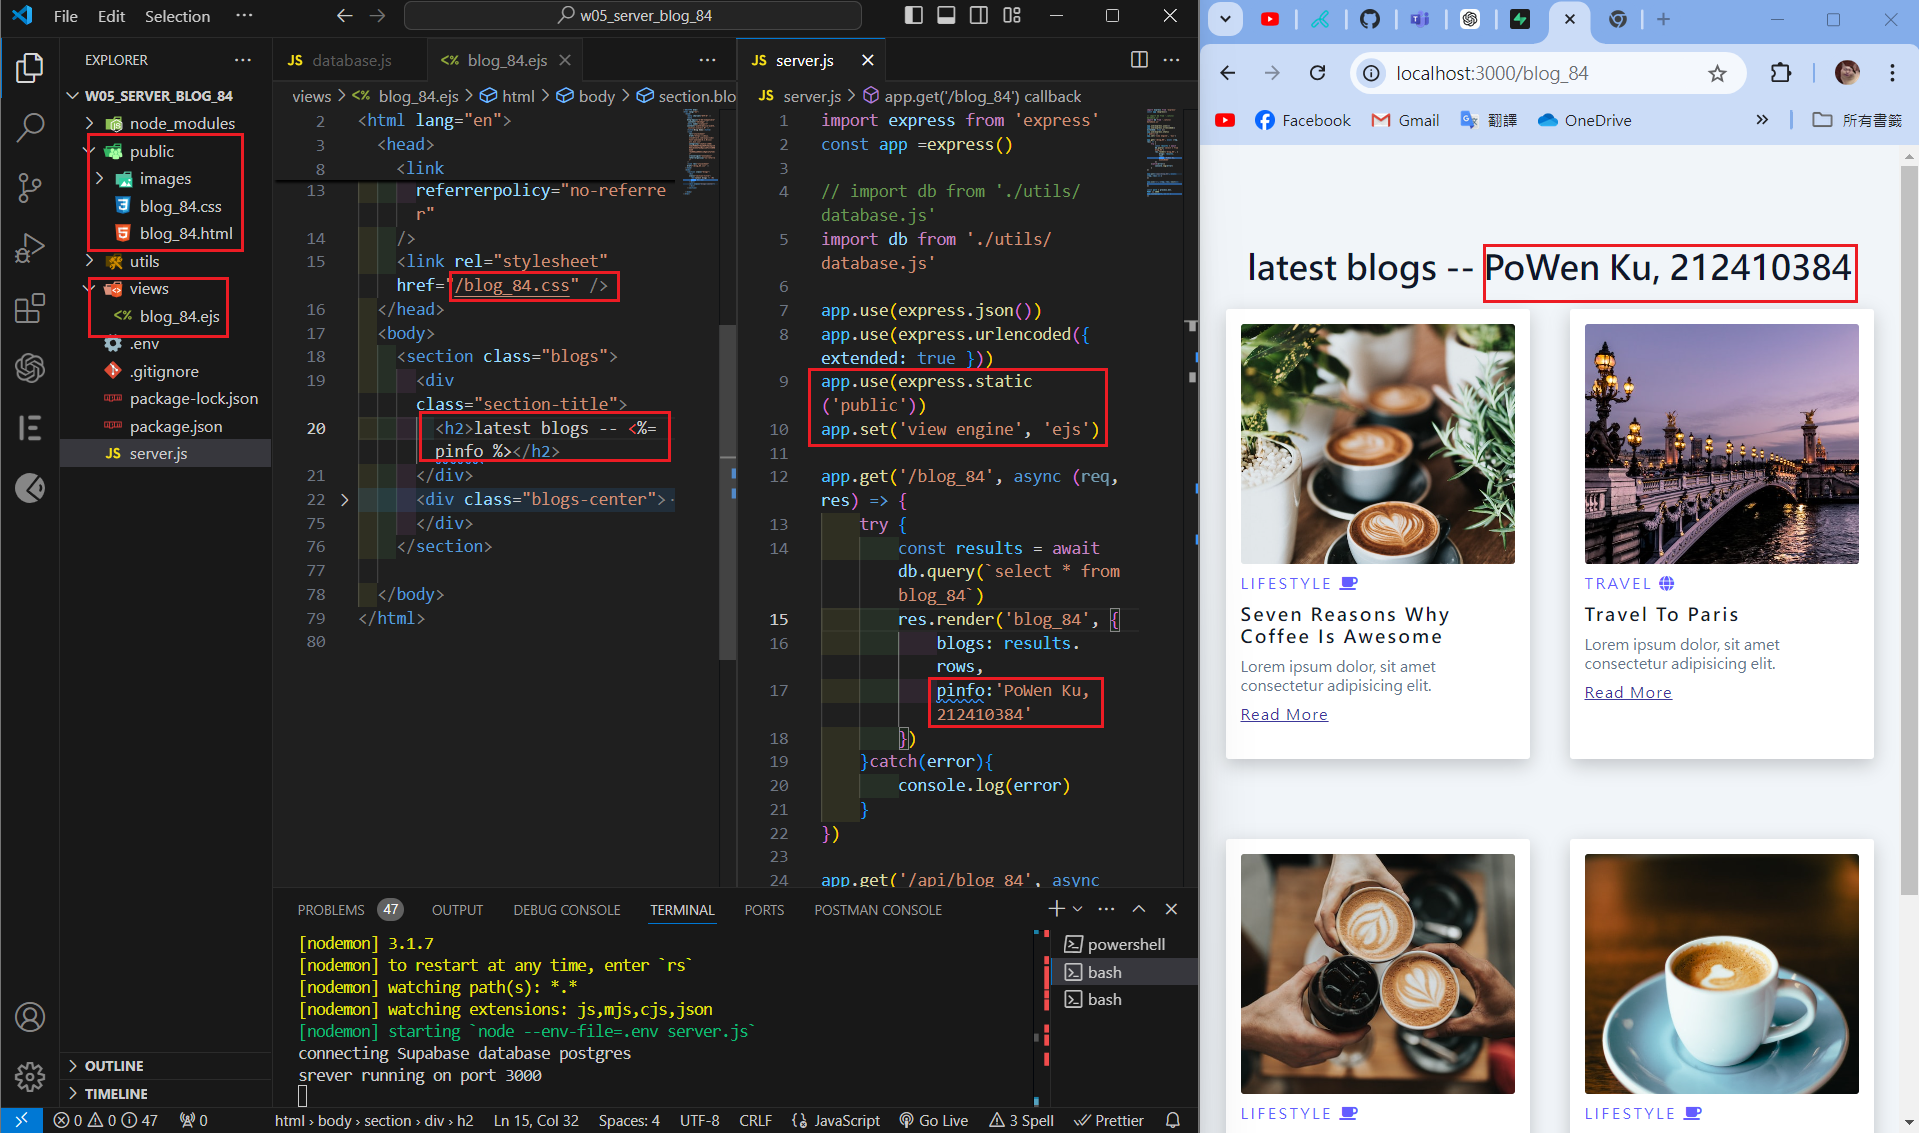 File Edit Selection ···
w05_server_blog_84
EXPLORER ···
W05_SERVER_BLOG_84
node_modules
public
images
blog_84.css
blog_84.html
utils
views
blog_84.ejs
.env
.gitignore
package-lock.json
package.json
JS server.js
OUTLINE
TIMELINE
JS database.js
<% blog_84.ejs
···
views > <% blog_84.ejs > html > body > section.blo
2 <html lang="en">
3 <head>
8 <link
13 referrerpolicy="no-referre
r"
14 />
15 <link rel="stylesheet"
href="/blog_84.css" />
16 </head>
17 <body>
18 <section class="blogs">
19 <div
class="section-title">
20 <h2>latest blogs -- <%=
pinfo %></h2>
21 </div>
22 <div class="blogs-center"> ·
75 </div>
76 </section>
77
78 </body>
79 </html>
80
JS server.js
···
JS server.js > app.get('/blog_84') callback
1 import express from 'express'
2 const app =express()
3
4 // import db from './utils/
database.js'
5 import db from './utils/
database.js'
6
7 app.use(express.json())
8 app.use(express.urlencoded({
extended: true }))
9 app.use(express.static
('public'))
10 app.set('view engine', 'ejs')
11
12 app.get('/blog_84', async (req,
res) => {
13 try {
14 const results = await
db.query(`select * from
blog_84`)
15 res.render('blog_84', {
16 blogs: results.
rows,
17 pinfo:'PoWen Ku,
212410384'
18 })
19 }catch(error){
20 console.log(error)
21 }
22 })
23
24 app.get('/api/blog_84', async
PROBLEMS 47 OUTPUT DEBUG CONSOLE TERMINAL PORTS POSTMAN CONSOLE
[nodemon] 3.1.7
[nodemon] to restart at any time, enter `rs`
[nodemon] watching path(s): *.*
[nodemon] watching extensions: js,mjs,cjs,json
[nodemon] starting `node --env-file=.env server.js`
connecting Supabase database postgres
srever running on port 3000
powershell
bash
bash
0 0 47 0 html › body › section › div › h2 Ln 15, Col 32 Spaces: 4 UTF-8 CRLF JavaScript Go Live 3 Spell Prettier
localhost:3000/blog_84
Facebook Gmail 翻譯 OneDrive » 所有書籤
latest blogs -- PoWen Ku, 212410384
LIFESTYLE
Seven Reasons Why
Coffee Is Awesome
Lorem ipsum dolor, sit amet
consectetur adipisicing elit.
Read More
TRAVEL
Travel To Paris
Lorem ipsum dolor, sit amet
consectetur adipisicing elit.
Read More
LIFESTYLE
LIFESTYLE